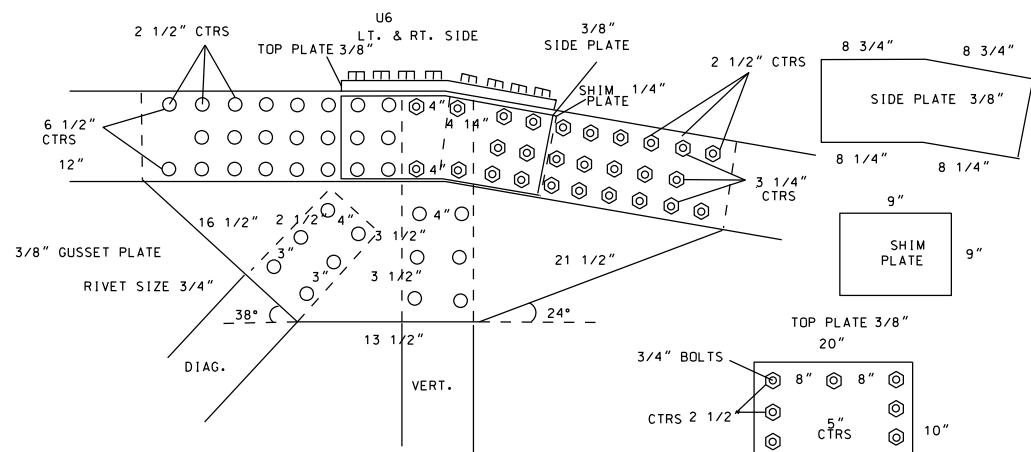 U6
LT. & RT. SIDE
2 1/2" CTRS
TOP PLATE 3/8"
3/8"
SIDE PLATE
2 1/2" CTRS
SHIM 1/4"
PLATE
8 3/4"
8 3/4"
SIDE PLATE 3/8"
8 1/4"
8 1/4"
6 1/2"
CTRS
12"
4"
4 14"
4"
3 1/4"
CTRS
16 1/2"
2 1/2"
4"
4"
3 1/2"
3"
3"
3 1/2"
21 1/2"
3/8" GUSSET PLATE
RIVET SIZE 3/4"
38°
24°
13 1/2"
DIAG.
VERT.
9"
SHIM
PLATE
9"
TOP PLATE 3/8"
20"
3/4" BOLTS
8"
8"
CTRS 2 1/2
5"
CTRS
10"